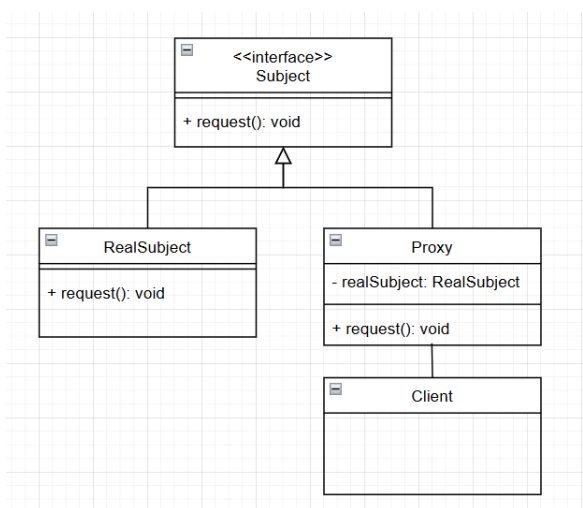 <<interface>>
Subject
+ request(): void
RealSubject
+ request(): void
Proxy
- realSubject: RealSubject
+ request(): void
Client